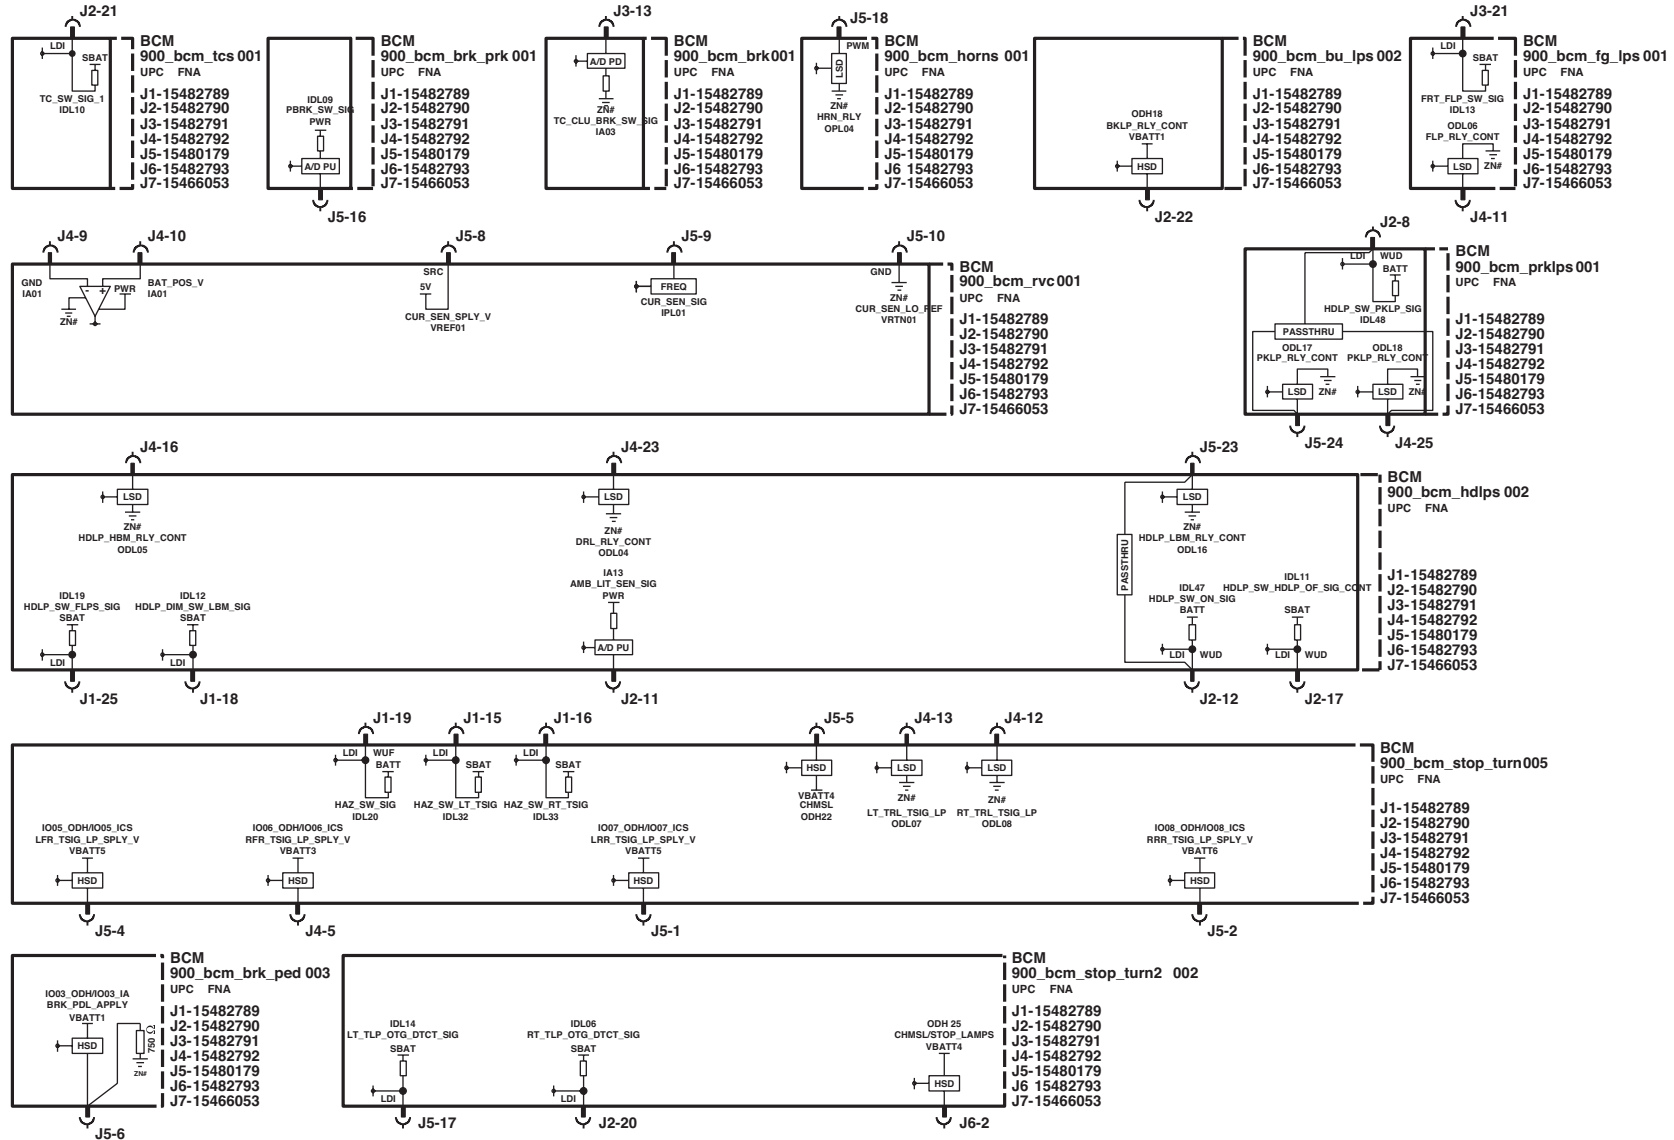 J2-21
LDI
SBAT
TC_SW_SIG_1
IDL10
BCM
900_bcm_tcs 001
UPC FNA
J1-15482789
J2-15482790
J3-15482791
J4-15482792
J5-15480179
J6-15482793
J7-15466053
IDL09
PBRK_SW_SIG
PWR
A/D PU
J5-16
BCM
900_bcm_brk_prk 001
UPC FNA
J1-15482789
J2-15482790
J3-15482791
J4-15482792
J5-15480179
J6-15482793
J7-15466053
J3-13
A/D PD
ZN#
TC_CLU_BRK_SW_SIG
IA03
BCM
900_bcm_brk001
UPC FNA
J1-15482789
J2-15482790
J3-15482791
J4-15482792
J5-15480179
J6-15482793
J7-15466053
J5-18
PWM
LSD
ZN#
HRN_RLY
OPL04
BCM
900_bcm_horns 001
UPC FNA
J1-15482789
J2-15482790
J3-15482791
J4-15482792
J5-15480179
J6 15482793
J7-15466053
ODH18
BKLP_RLY_CONT
VBATT1
HSD
J2-22
BCM
900_bcm_bu_lps 002
UPC FNA
J1-15482789
J2-15482790
J3-15482791
J4-15482792
J5-15480179
J6-15482793
J7-15466053
J3-21
LDI
SBAT
FRT_FLP_SW_SIG
IDL13
ODL06
FLP_RLY_CONT
LSD
ZN#
J4-11
BCM
900_bcm_fg_lps 001
UPC FNA
J1-15482789
J2-15482790
J3-15482791
J4-15482792
J5-15480179
J6-15482793
J7-15466053
J4-9
J4-10
J5-8
J5-9
J5-10
GND
IA01
BAT_POS_V
IA01
- +
PWR
ZN#
SRC
5V
CUR_SEN_SPLY_V
VREF01
FREQ
CUR_SEN_SIG
IPL01
GND
ZN#
CUR_SEN_LO_REF
VRTN01
BCM
900_bcm_rvc 001
UPC FNA
J1-15482789
J2-15482790
J3-15482791
J4-15482792
J5-15480179
J6-15482793
J7-15466053
J2-8
LDI
WUD
BATT
HDLP_SW_PKLP_SIG
IDL48
PASSTHRU
ODL17
PKLP_RLY_CONT
LSD
ZN#
ODL18
PKLP_RLY_CONT
LSD
ZN#
J5-24
J4-25
BCM
900_bcm_prklps 001
UPC FNA
J1-15482789
J2-15482790
J3-15482791
J4-15482792
J5-15480179
J6-15482793
J7-15466053
J4-16
J4-23
J5-23
LSD
ZN#
HDLP_HBM_RLY_CONT
ODL05
LSD
ZN#
DRL_RLY_CONT
ODL04
LSD
ZN#
HDLP_LBM_RLY_CONT
ODL16
PASSTHRU
IDL19
HDLP_SW_FLPS_SIG
SBAT
LDI
IDL12
HDLP_DIM_SW_LBM_SIG
SBAT
LDI
IA13
AMB_LIT_SEN_SIG
PWR
A/D PU
IDL47
HDLP_SW_ON_SIG
BATT
LDI
WUD
IDL11
HDLP_SW_HDLP_OF_SIG_CONT
SBAT
LDI
WUD
J1-25
J1-18
J2-11
J2-12
J2-17
BCM
900_bcm_hdlps 002
UPC FNA
J1-15482789
J2-15482790
J3-15482791
J4-15482792
J5-15480179
J6-15482793
J7-15466053
J1-19
J1-15
J1-16
J5-5
J4-13
J4-12
LDI
WUF
BATT
HAZ_SW_SIG
IDL20
LDI
SBAT
HAZ_SW_LT_TSIG
IDL32
LDI
SBAT
HAZ_SW_RT_TSIG
IDL33
HSD
VBATT4
CHMSL
ODH22
LSD
ZN#
LT_TRL_TSIG_LP
ODL07
LSD
ZN#
RT_TRL_TSIG_LP
ODL08
IO05_ODH/IO05_ICS
LFR_TSIG_LP_SPLY_V
VBATT5
HSD
IO06_ODH/IO06_ICS
RFR_TSIG_LP_SPLY_V
VBATT3
HSD
IO07_ODH/IO07_ICS
LRR_TSIG_LP_SPLY_V
VBATT5
HSD
IO08_ODH/IO08_ICS
RRR_TSIG_LP_SPLY_V
VBATT6
HSD
J5-4
J4-5
J5-1
J5-2
BCM
900_bcm_stop_turn005
UPC FNA
J1-15482789
J2-15482790
J3-15482791
J4-15482792
J5-15480179
J6-15482793
J7-15466053
IO03_ODH/IO03_IA
BRK_PDL_APPLY
VBATT1
HSD
750 Ω
ZN#
J5-6
BCM
900_bcm_brk_ped 003
UPC FNA
J1-15482789
J2-15482790
J3-15482791
J4-15482792
J5-15480179
J6-15482793
J7-15466053
IDL14
LT_TLP_OTG_DTCT_SIG
SBAT
LDI
IDL06
RT_TLP_OTG_DTCT_SIG
SBAT
LDI
ODH 25
CHMSL/STOP_LAMPS
VBATT4
HSD
J5-17
J2-20
J6-2
BCM
900_bcm_stop_turn2 002
UPC FNA
J1-15482789
J2-15482790
J3-15482791
J4-15482792
J5-15480179
J6 15482793
J7-15466053